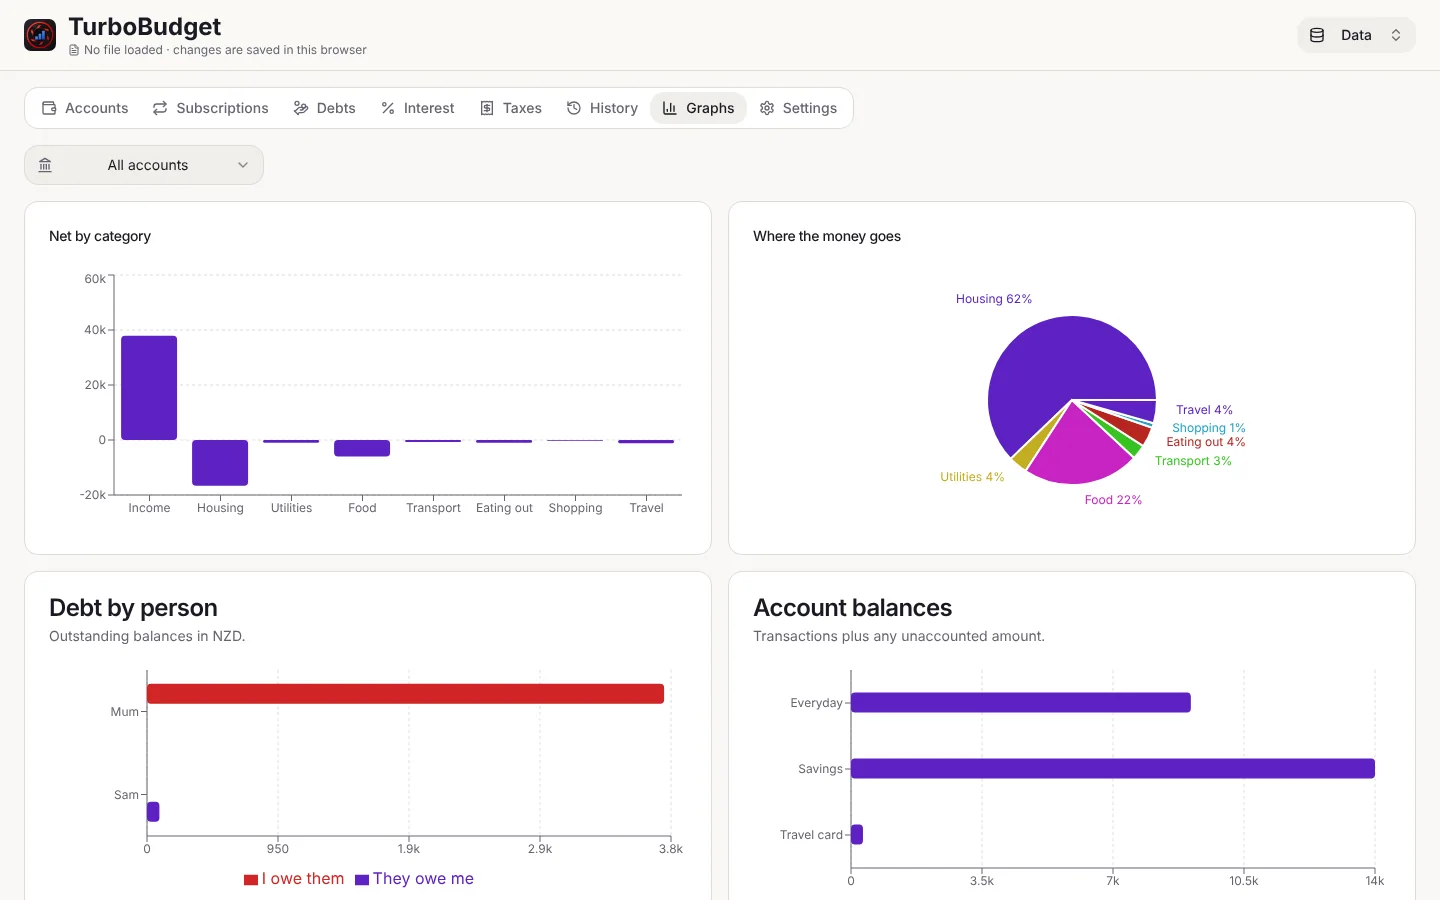 TurboBudget
No file loaded · changes are saved in this browser
Data
Accounts
Subscriptions
Debts
Interest
Taxes
History
Graphs
Settings
All accounts
Net by category
60k
40k
20k
0
-20k
Income
Housing
Utilities
Food
Transport
Eating out
Shopping
Travel
Where the money goes
Housing 62%
Travel 4%
Shopping 1%
Eating out 4%
Transport 3%
Utilities 4%
Food 22%
Debt by person
Outstanding balances in NZD.
Mum
Sam
0
950
1.9k
2.9k
3.8k
I owe them
They owe me
Account balances
Transactions plus any unaccounted amount.
Everyday
Savings
Travel card
0
3.5k
7k
10.5k
14k